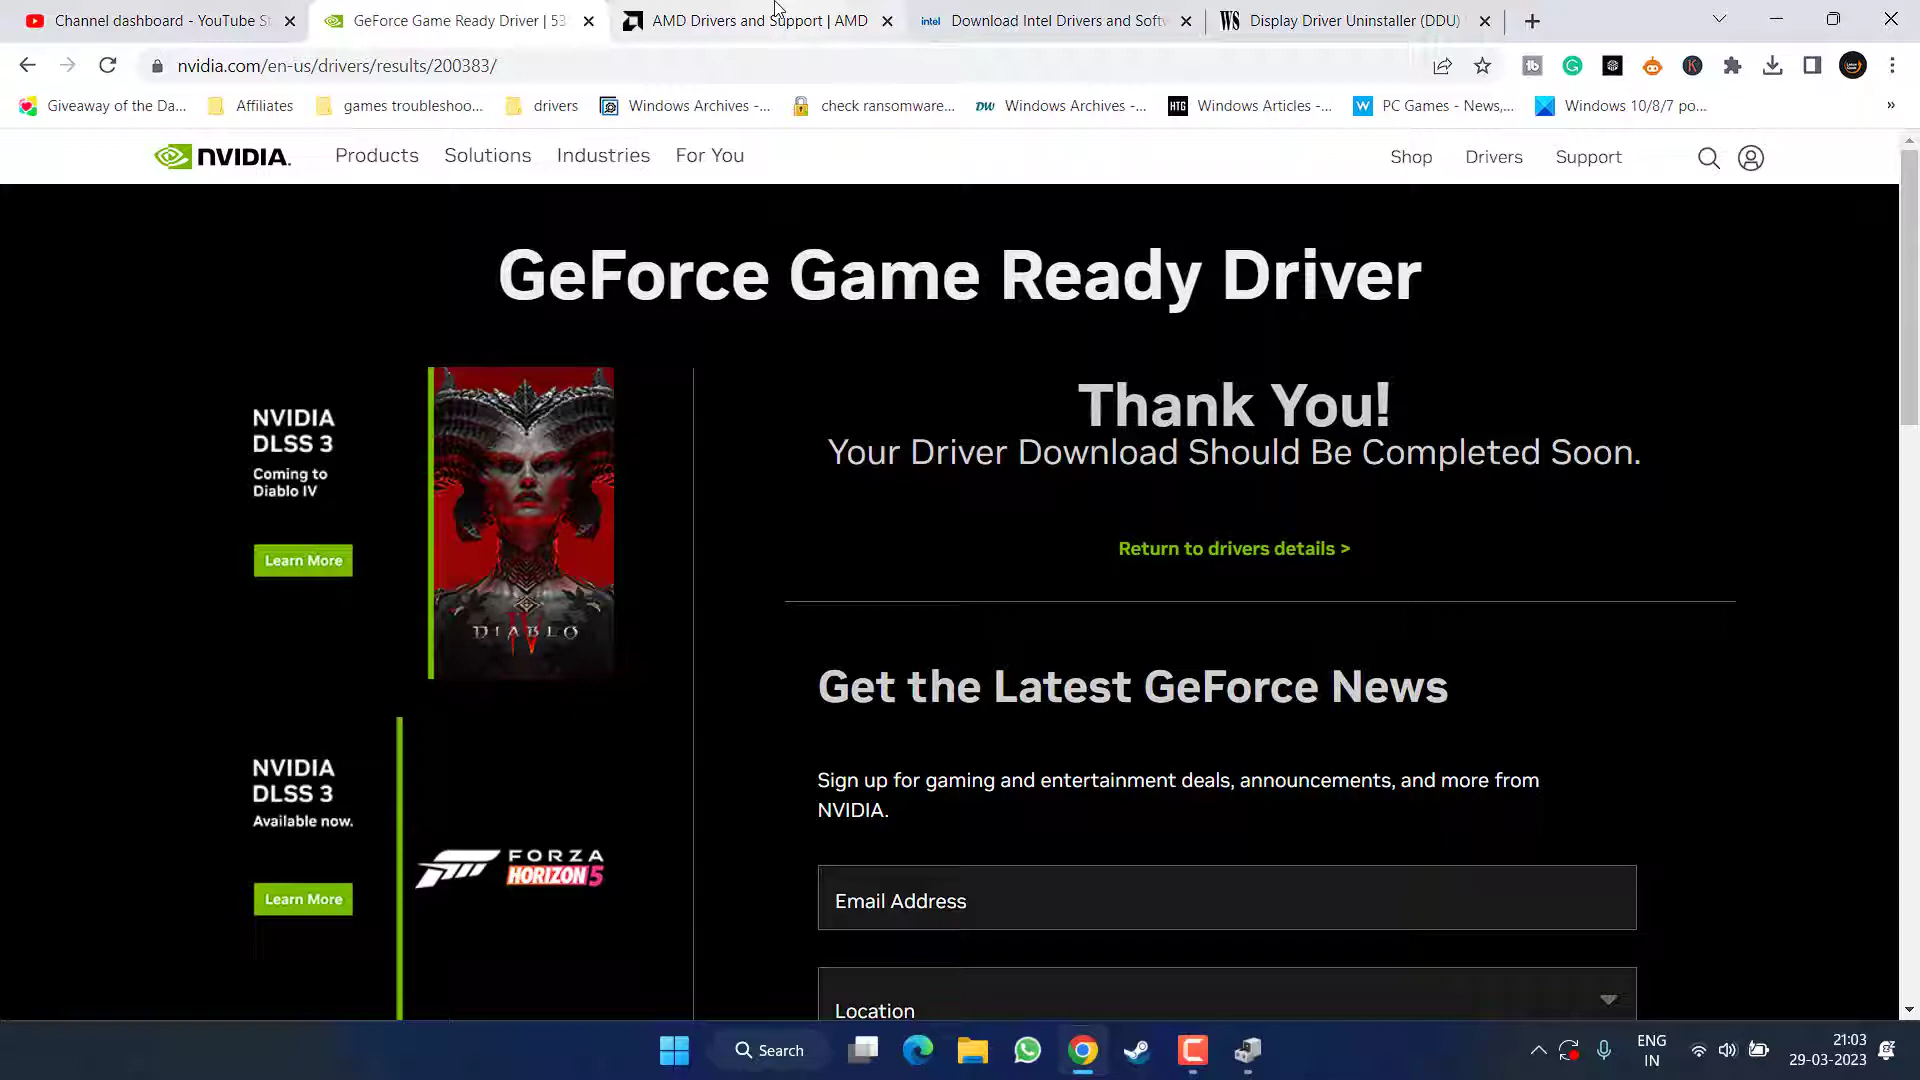 Channel dashboard - YouTube St
GeForce Game Ready Driver | 53
AMD Drivers and Support | AMD
intel Download Intel Drivers and Softw
WS Display Driver Uninstaller (DDU)
nvidia.com/en-us/drivers/results/200383/
Giveaway of the Da...
Affiliates
games troubleshoo...
drivers
Windows Archives -...
check ransomware...
DW Windows Archives -...
HTG Windows Articles -...
W PC Games - News,...
Windows 10/8/7 po...
»
NVIDIA.
Products
Solutions
Industries
For You
Shop
Drivers
Support
GeForce Game Ready Driver
NVIDIA
DLSS 3
Coming to
Diablo IV
Learn More
DIABLO
IV
Thank You!
Your Driver Download Should Be Completed Soon.
Return to drivers details >
Get the Latest GeForce News
NVIDIA
DLSS 3
Available now.
Learn More
FORZA
HORIZON 5
Sign up for gaming and entertainment deals, announcements, and more from
NVIDIA.
Email Address
Location
Search
ENG
IN
21:03
29-03-2023